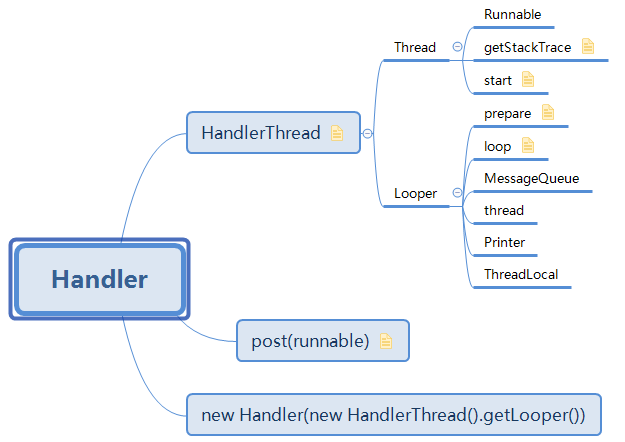 Handler
HandlerThread
Thread
Runnable
getStackTrace
start
Looper
prepare
loop
MessageQueue
thread
Printer
ThreadLocal
post(runnable)
new Handler(new HandlerThread().getLooper())